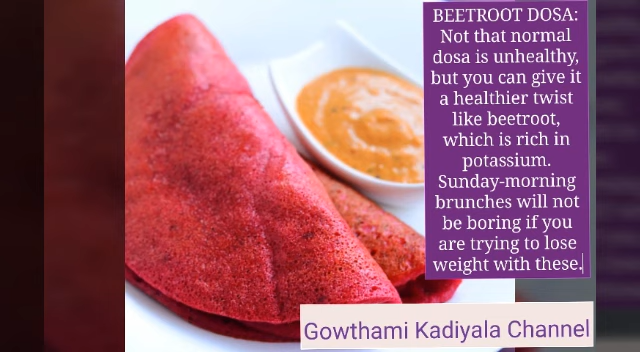 BEETROOT DOSA:
Not that normal
dosa is unhealthy,
but you can give it
a healthier twist
like beetroot,
which is rich in
potassium.
Sunday-morning
brunches will not
be boring if you
are trying to lose
weight with these.
Gowthami Kadiyala Channel